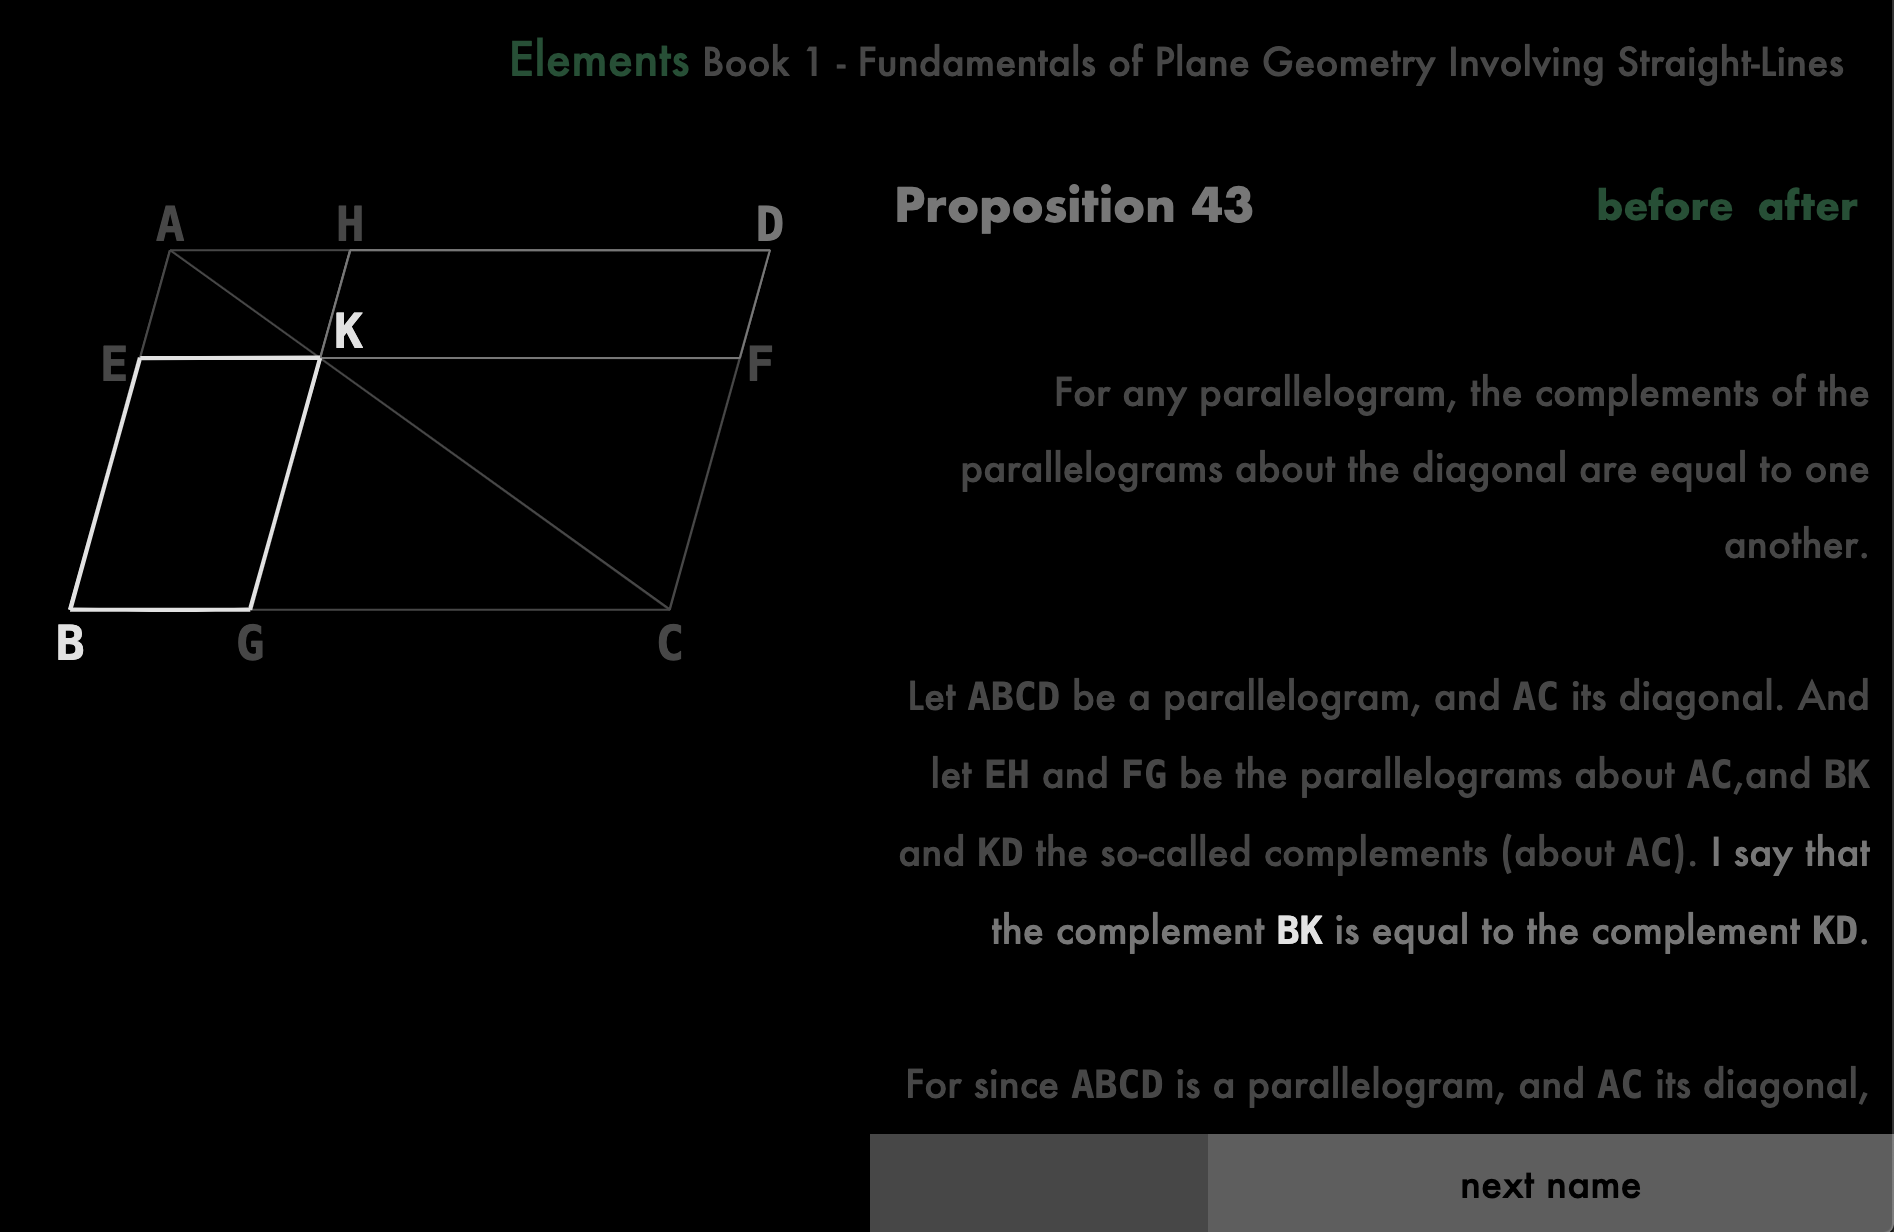 Elements Book 1 - Fundamentals of Plane Geometry Involving Straight-Lines
Proposition 43
before after
A H D
K
E F
B G C
For any parallelogram, the complements of the
parallelograms about the diagonal are equal to one
another.
Let ABCD be a parallelogram, and AC its diagonal. And
let EH and FG be the parallelograms about AC,and BK
and KD the so-called complements (about AC). I say that
the complement BK is equal to the complement KD.
For since ABCD is a parallelogram, and AC its diagonal,
next name